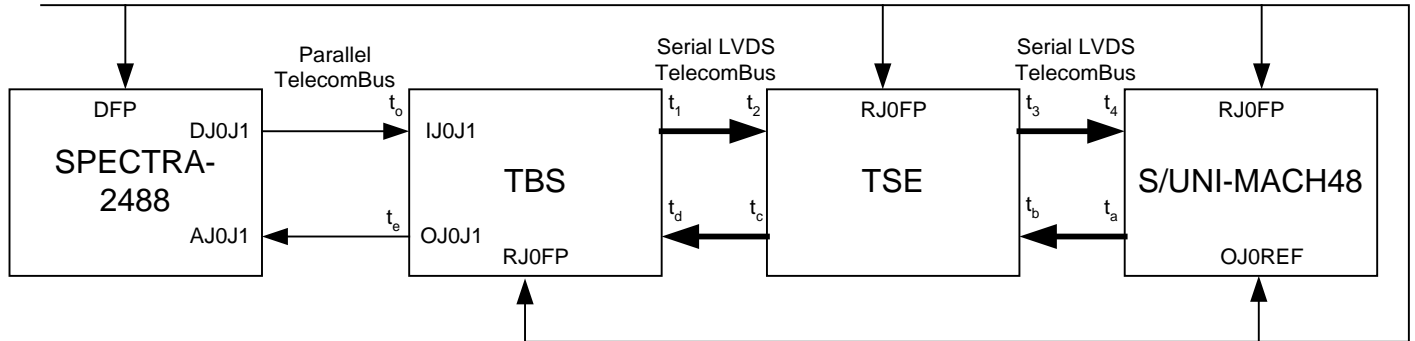 Parallel
TelecomBus
Serial LVDS
TelecomBus
Serial LVDS
TelecomBus
DFP
DJ0J1
SPECTRA-
2488
AJ0J1
to
te
IJ0J1
TBS
OJ0J1
RJ0FP
t1
t2
td
tc
RJ0FP
TSE
t3
t4
tb
ta
RJ0FP
S/UNI-MACH48
OJ0REF